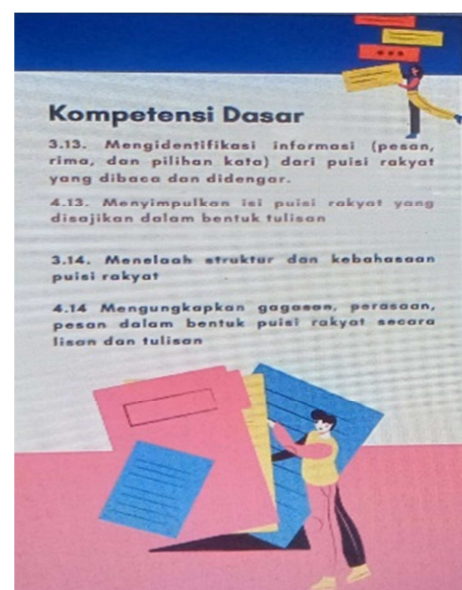 Kompetensi Dasar
3.13. Mengidentifikasi informasi (pesan,
rima, dan pilihan kata) dari puisi rakyat
yang dibaca dan didengar.
4.13. Menyimpulkan isi puisi rakyat yang
disajikan dalam bentuk tulisan
3.14. Menelaah struktur dan kebahasaan
puisi rakyat
4.14 Mengungkapkan gagasan, perasaan,
pesan dalam bentuk puisi rakyat secara
lisan dan tulisan